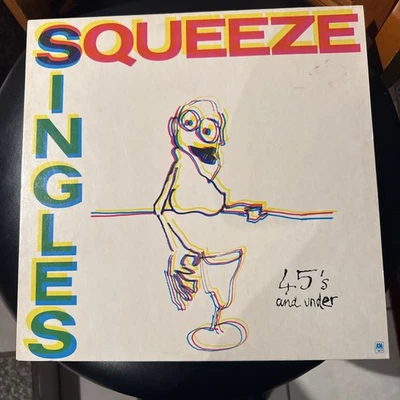 SQUEEZE
SINGLES
45's
and under